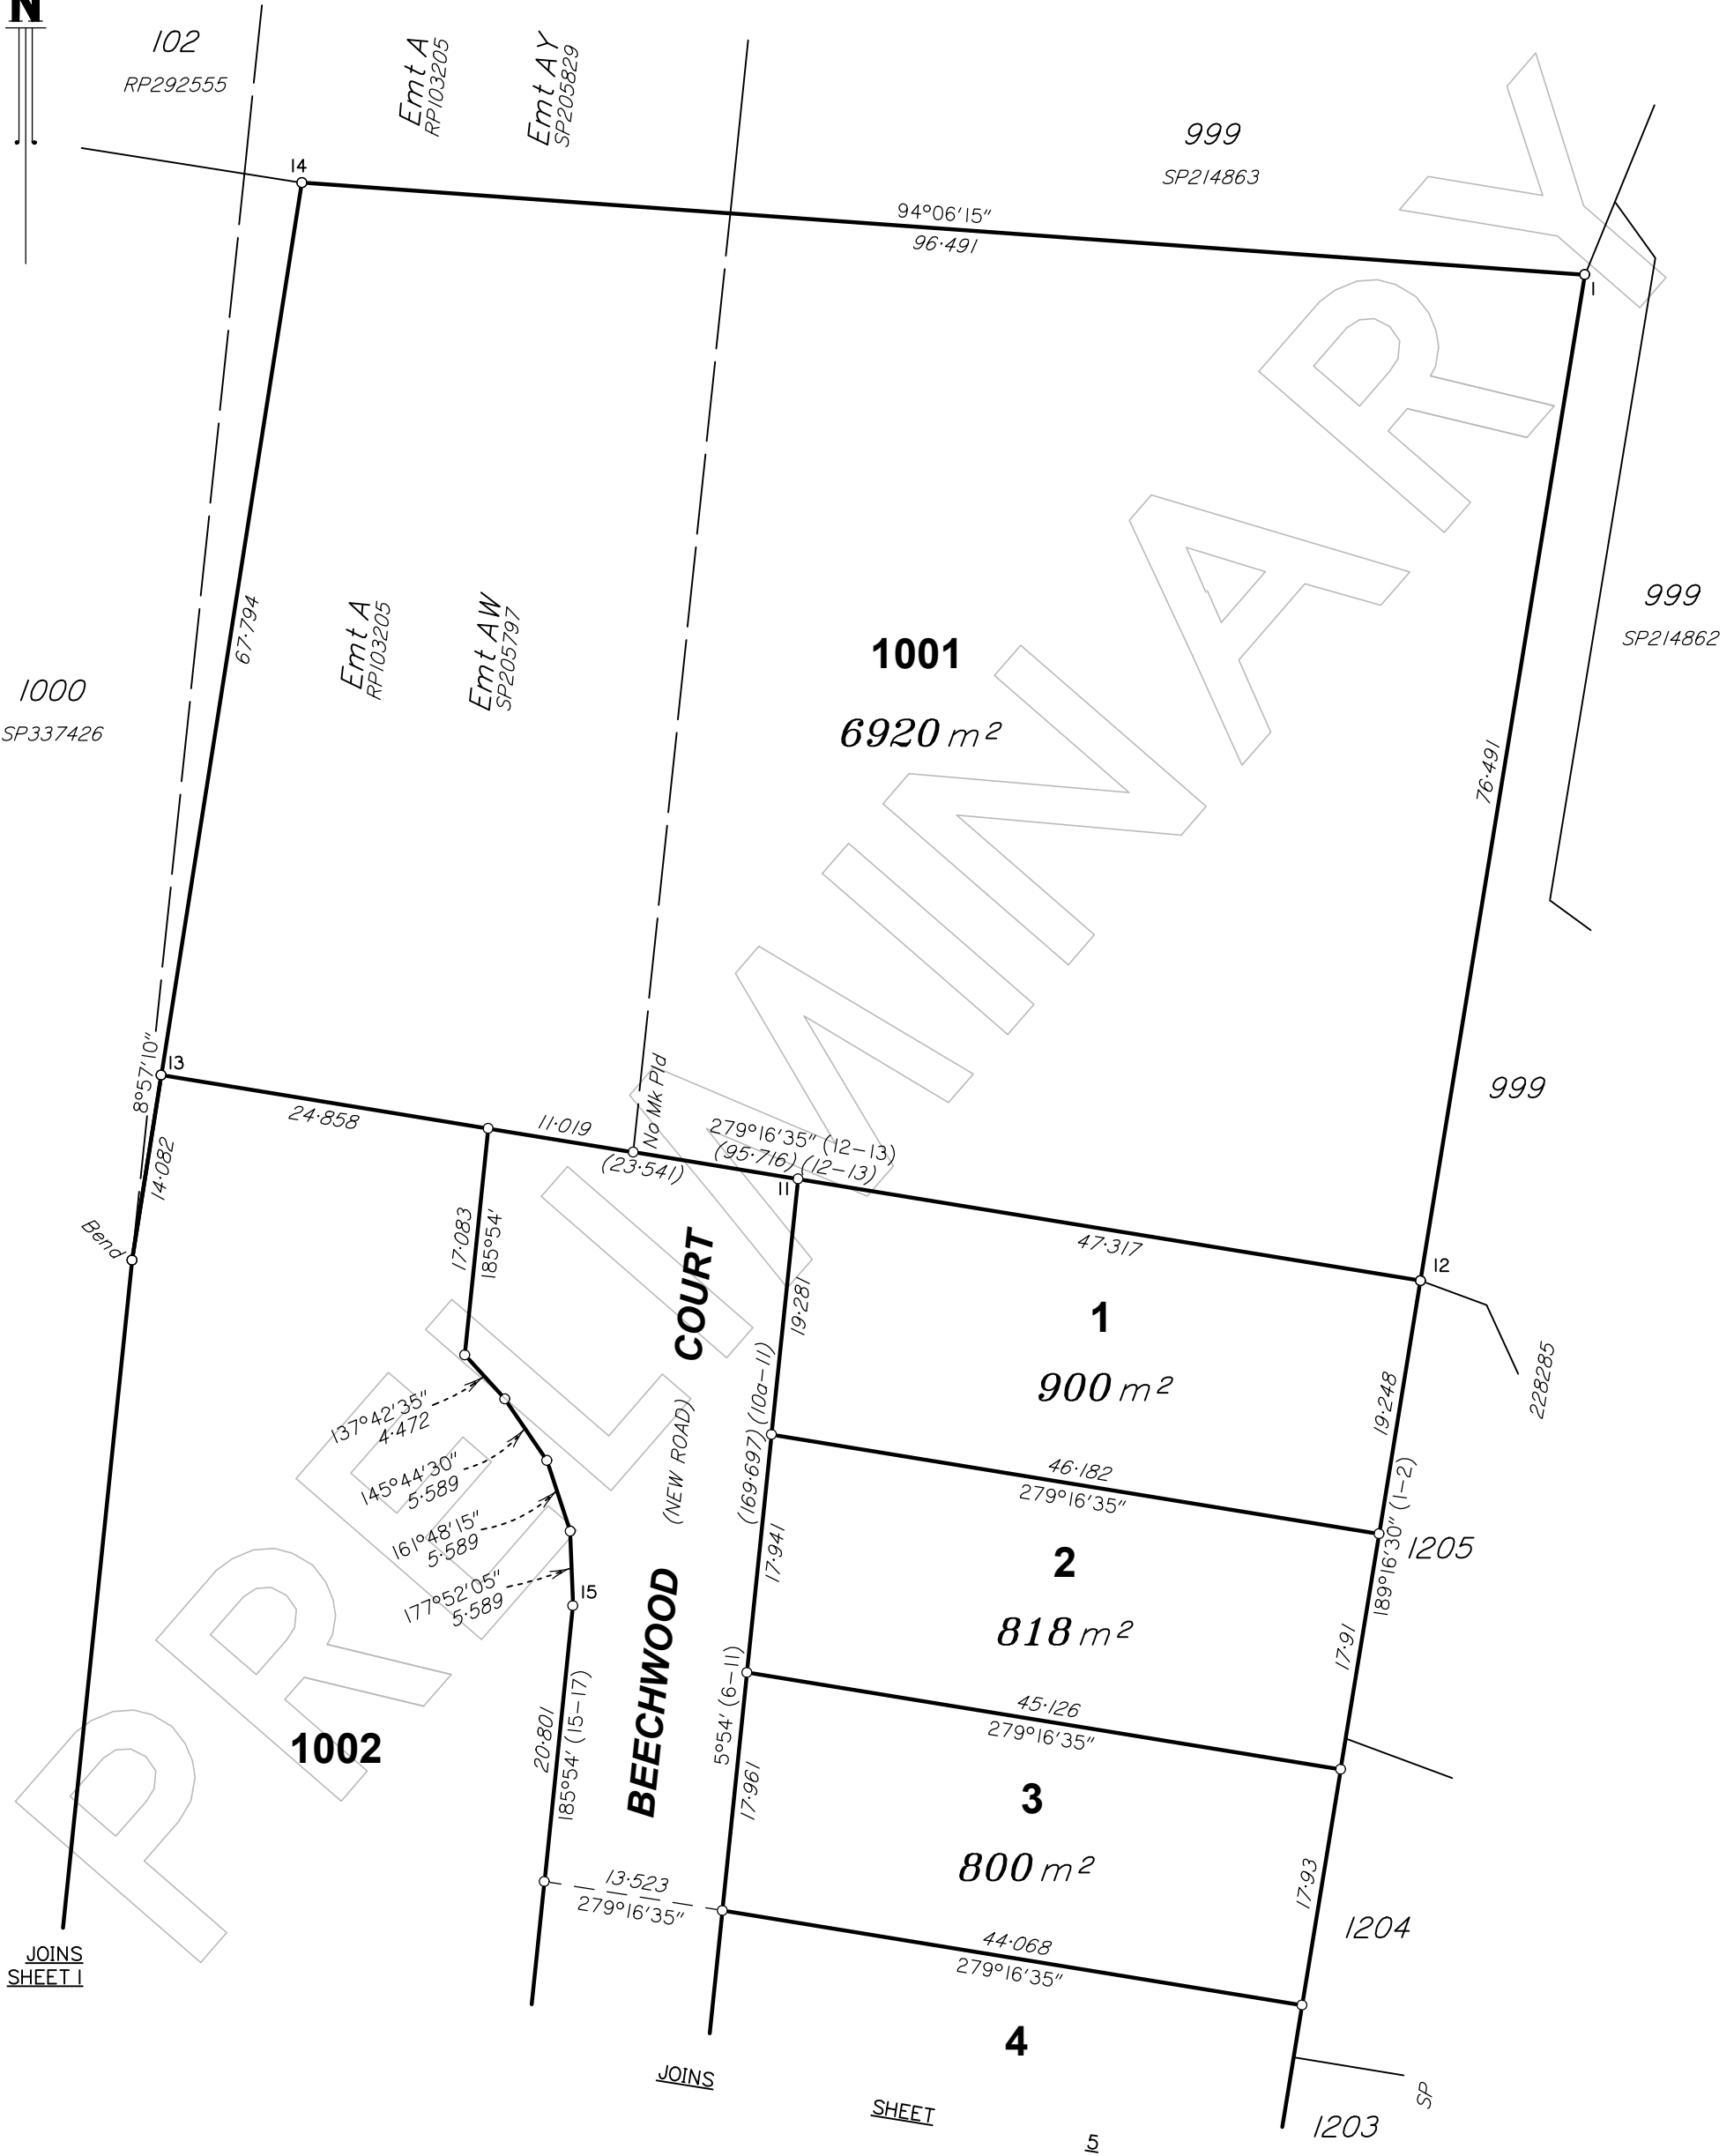 N
102
RP292555
Emt A
RP103205
Emt AY
SP205829
999
SP214863
14
94°06'15"
96·491
1
67·794
Emt A
RP103205
Emt AW
SP205797
1001
6920 m²
999
SP214862
1000
SP337426
76·491
8°57'10"
13
14·082
24·858
11·019
No Mk Pld
(23·541)
279°16'35" (12–13)
(95·716) (12–13)
11
999
Bend
17·083
185°54'
47·317
12
19·281
1
900 m²
19·248
228285
137°42'35"
4·472
145°44'30"
5·589
161°48'15"
5·589
177°52'05"
5·589
15
BEECHWOOD COURT
(NEW ROAD)
(169·697) (10a–11)
46·182
279°16'35"
189°16'30" (1–2)
1205
17·941
2
818 m²
17·91
5°54' (6–11)
45·126
279°16'35"
1002
20·801
185°54' (15–17)
17·961
3
800 m²
17·93
13·523
279°16'35"
1204
44·068
279°16'35"
JOINS
SHEET 1
4
JOINS
SHEET
5
SP
1203
PRELIMINARY